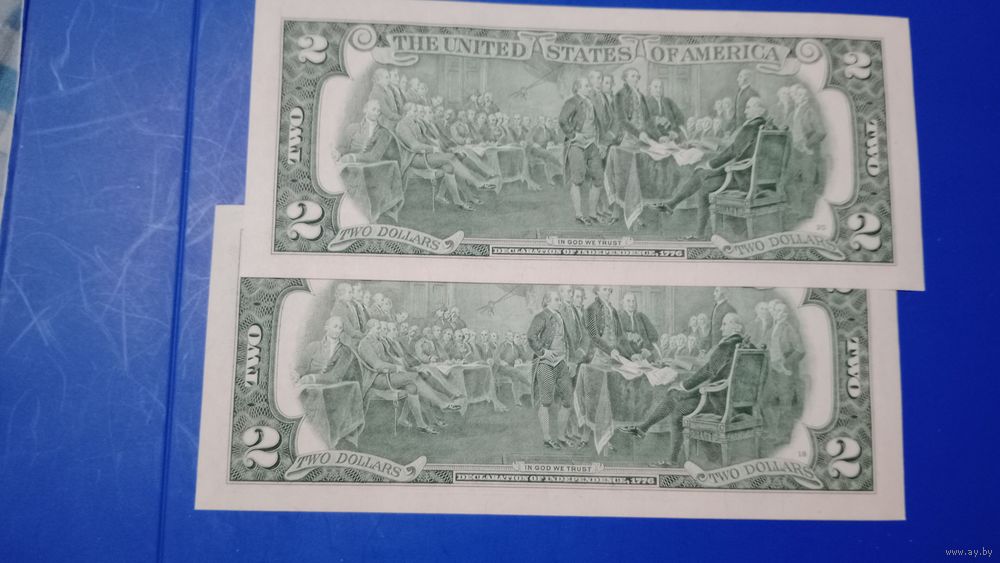 2 THE UNITED STATES OF AMERICA 2
TWO TWO
2 TWO DOLLARS IN GOD WE TRUST TWO DOLLARS 2
DECLARATION OF INDEPENDENCE, 1776
TWO TWO
2 TWO DOLLARS IN GOD WE TRUST TWO DOLLARS 2
18
DECLARATION OF INDEPENDENCE, 1776
www.ay.by